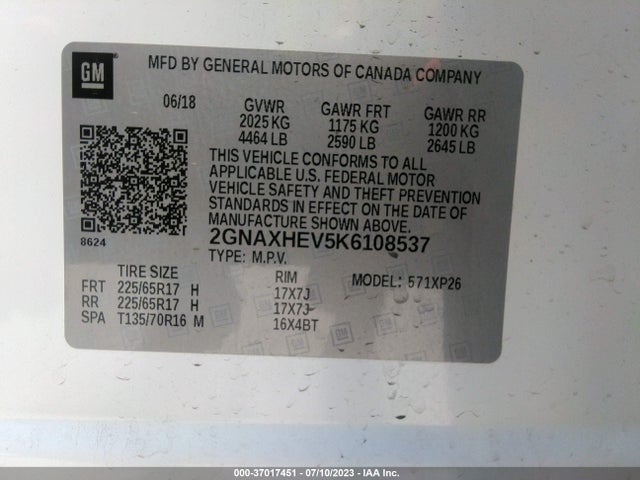 GM
MFD BY GENERAL MOTORS OF CANADA COMPANY
06/18 GVWR GAWR FRT GAWR RR
2025 KG 1175 KG 1200 KG
4464 LB 2590 LB 2645 LB
THIS VEHICLE CONFORMS TO ALL
APPLICABLE U.S. FEDERAL MOTOR
VEHICLE SAFETY AND THEFT PREVENTION
STANDARDS IN EFFECT ON THE DATE OF
MANUFACTURE SHOWN ABOVE.
8624 2GNAXHEV5K6108537
TYPE: M.P.V.
TIRE SIZE RIM MODEL: 571XP26
FRT 225/65R17 H 17X7J
RR 225/65R17 H 17X7J
SPA T135/70R16 M 16X4BT
000-37017451 - 07/10/2023 - IAA Inc.